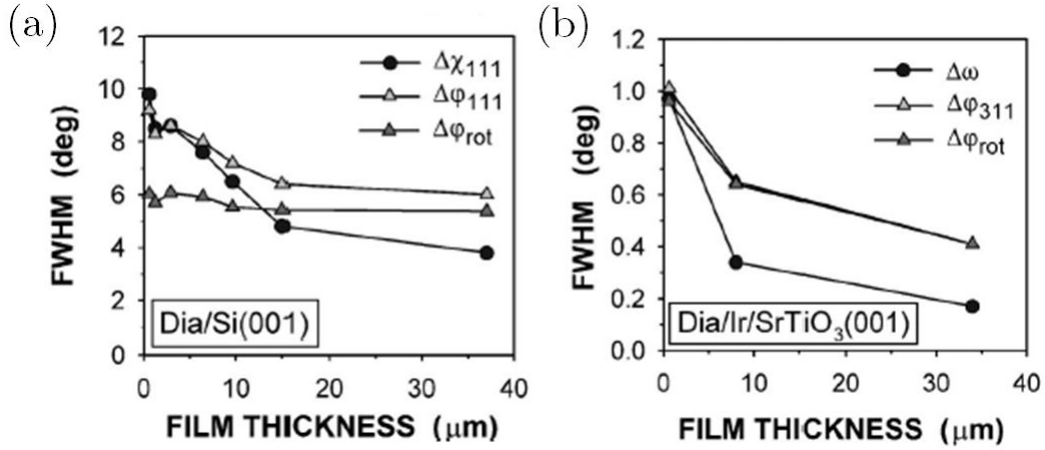 (a)
12
10
8
6
4
2
0
FWHM (deg)
Δχ111
Δφ111
Δφrot
Dia/Si(001)
0 10 20 30 40
FILM THICKNESS (μm)
(b)
1.2
1.0
0.8
0.6
0.4
0.2
0.0
FWHM (deg)
Δω
Δφ311
Δφrot
Dia/Ir/SrTiO3(001)
0 10 20 30 40
FILM THICKNESS (μm)